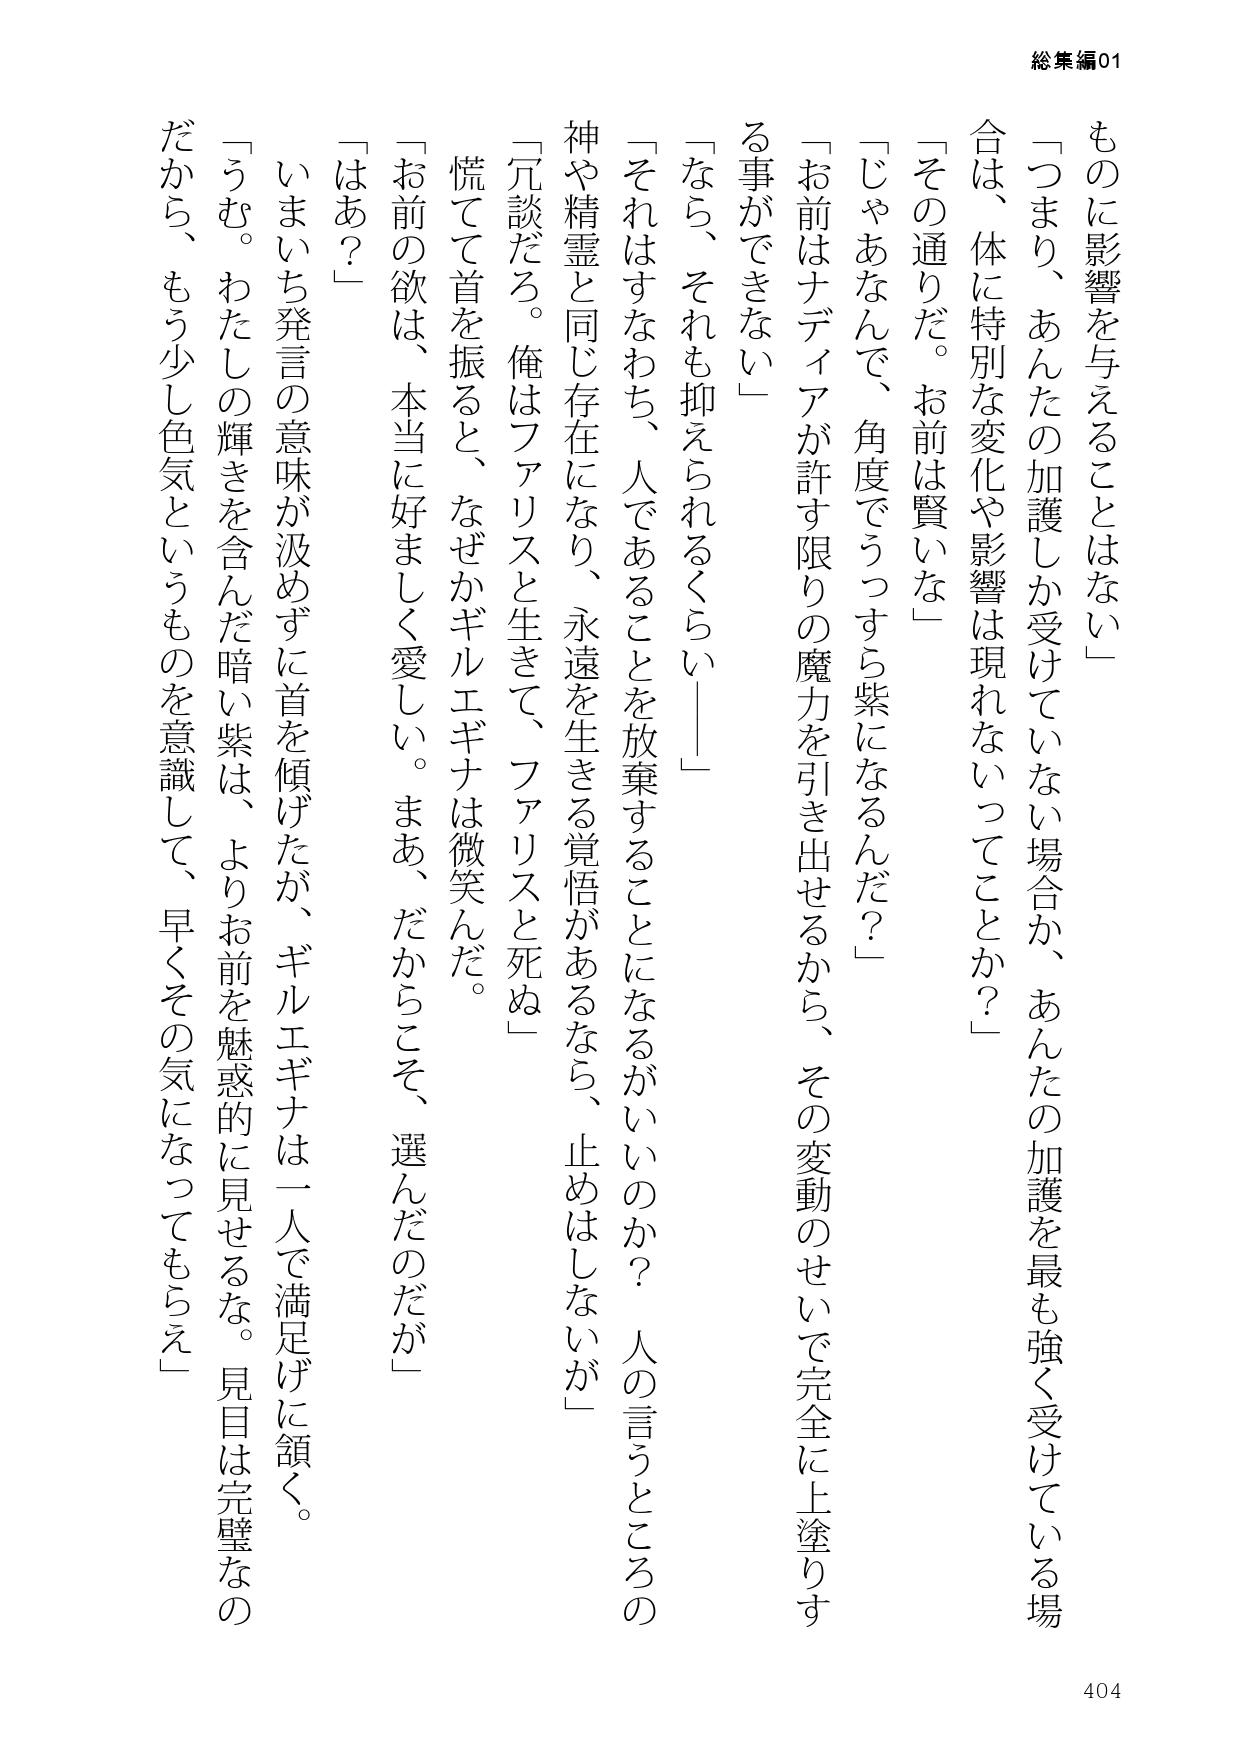 総集編01
ものに影響を与えることはない」
「つまり、あんたの加護しか受けていない場合か、あんたの加護を最も強く受けている場
合は、体に特別な変化や影響は現れないってことか？」
「その通りだ。お前は賢いな」
「じゃあなんで、角度でうっすら紫になるんだ？」
「お前はナディアが許す限りの魔力を引き出せるから、その変動のせいで完全に上塗りす
る事ができない」
「なら、それも抑えられるくらい――」
「それはすなわち、人であることを放棄することになるがいいのか？　人の言うところの
神や精霊と同じ存在になり、永遠を生きる覚悟があるなら、止めはしないが」
「冗談だろ。俺はファリスと生きて、ファリスと死ぬ」
慌てて首を振ると、なぜかギルエギナは微笑んだ。
「お前の欲は、本当に好ましく愛しい。まあ、だからこそ、選んだのだが」
「はあ？」
いまいち発言の意味が汲めずに首を傾げたが、ギルエギナは一人で満足げに頷く。
「うむ。わたしの輝きを含んだ暗い紫は、よりお前を魅惑的に見せるな。見目は完璧なの
だから、もう少し色気というものを意識して、早くその気になってもらえ」
404